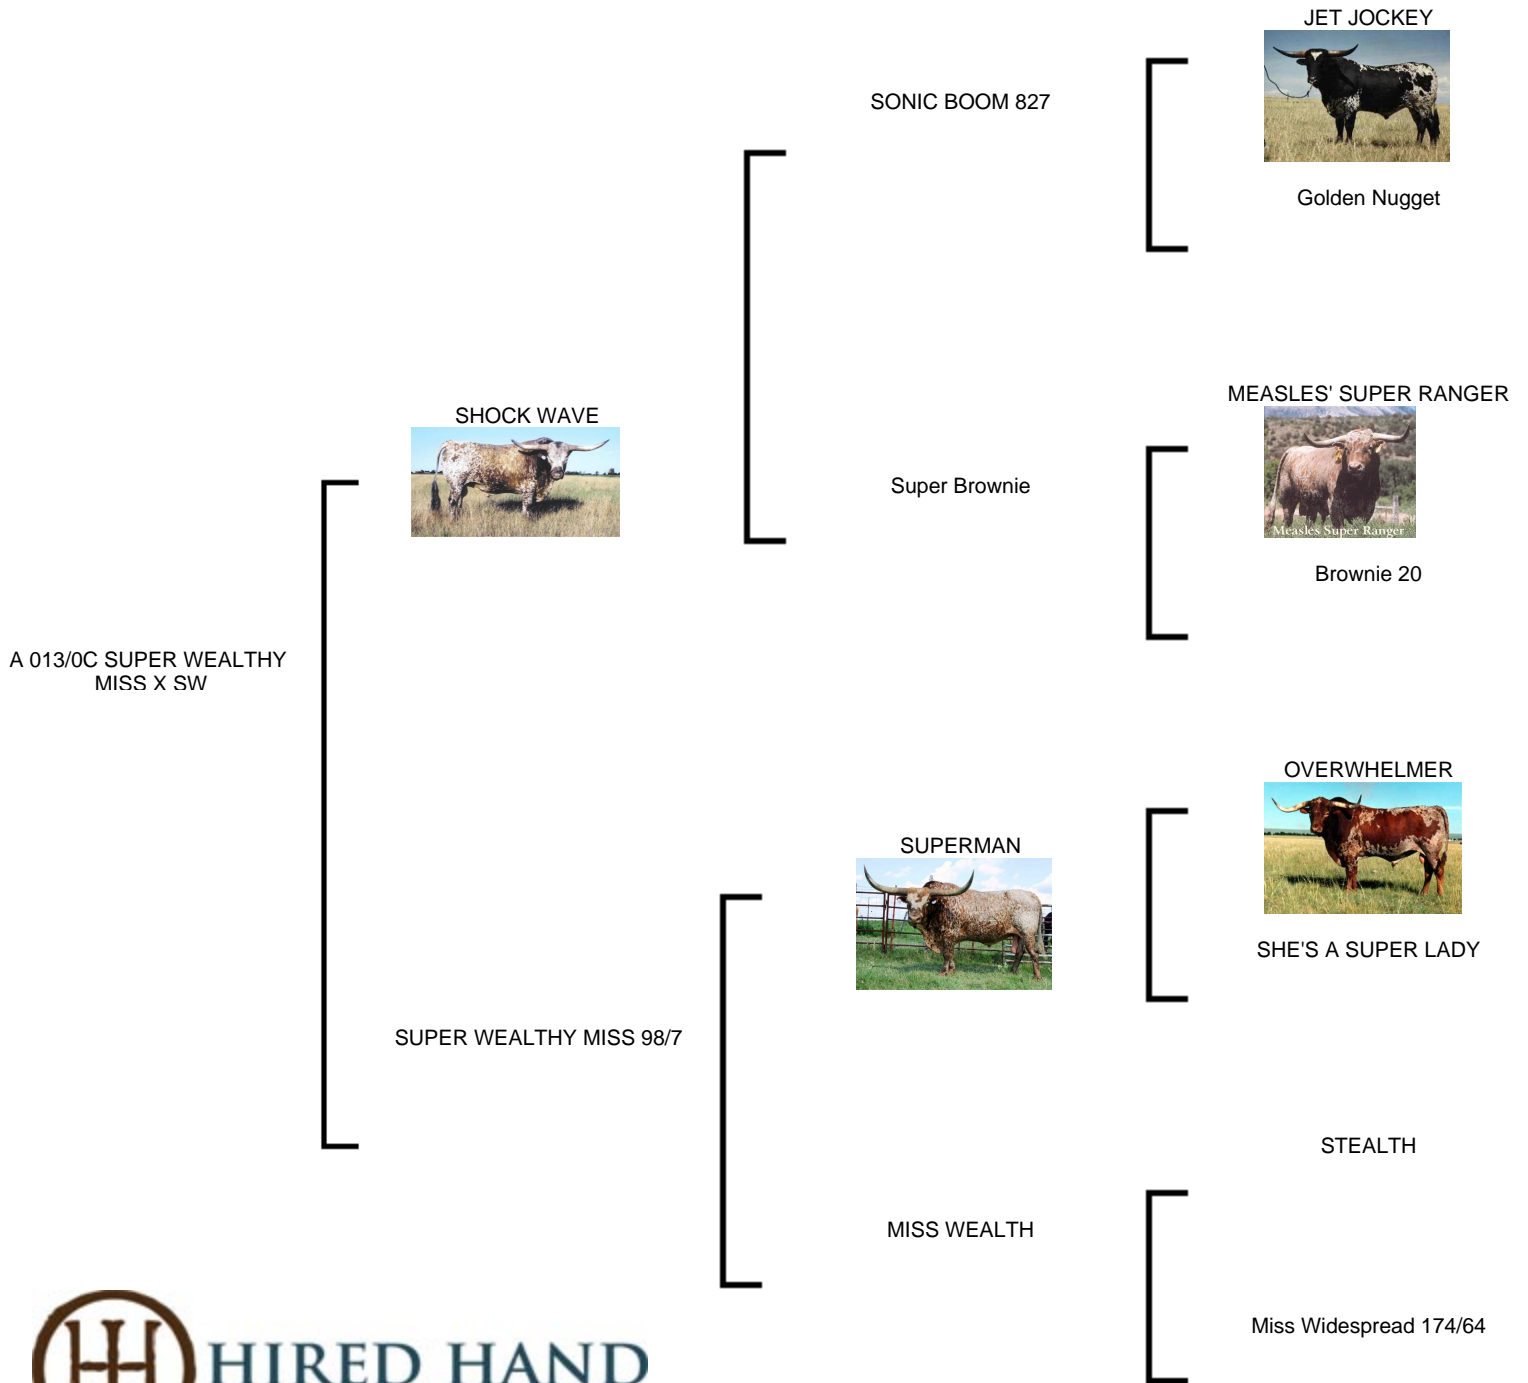 JET JOCKEY
SONIC BOOM 827
Golden Nugget
MEASLES' SUPER RANGER
SHOCK WAVE
Super Brownie
Measles Super Ranger
Brownie 20
A 013/0C SUPER WEALTHY
MISS X SW
OVERWHELMER
SUPERMAN
SHE'S A SUPER LADY
SUPER WEALTHY MISS 98/7
STEALTH
MISS WEALTH
Miss Widespread 174/64
HIRED HAND